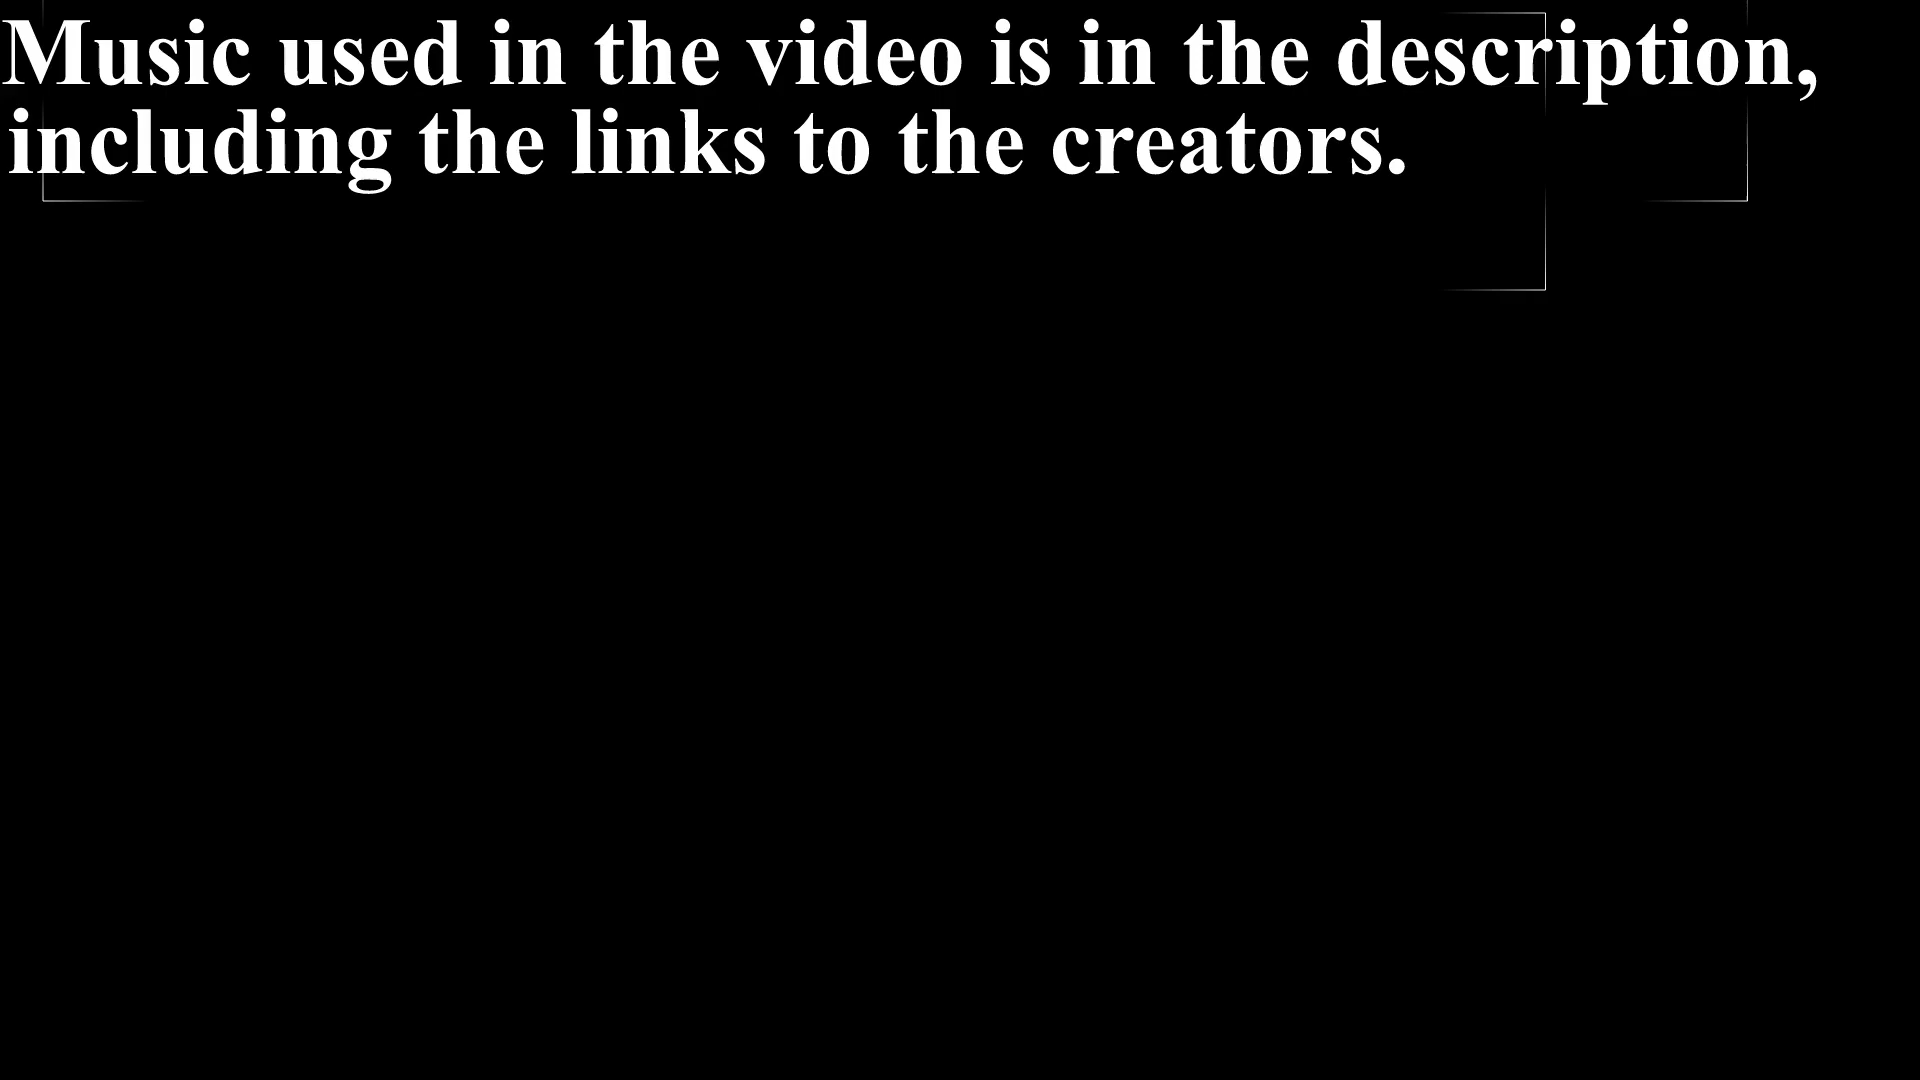 Music used in the video is in the description,
including the links to the creators.